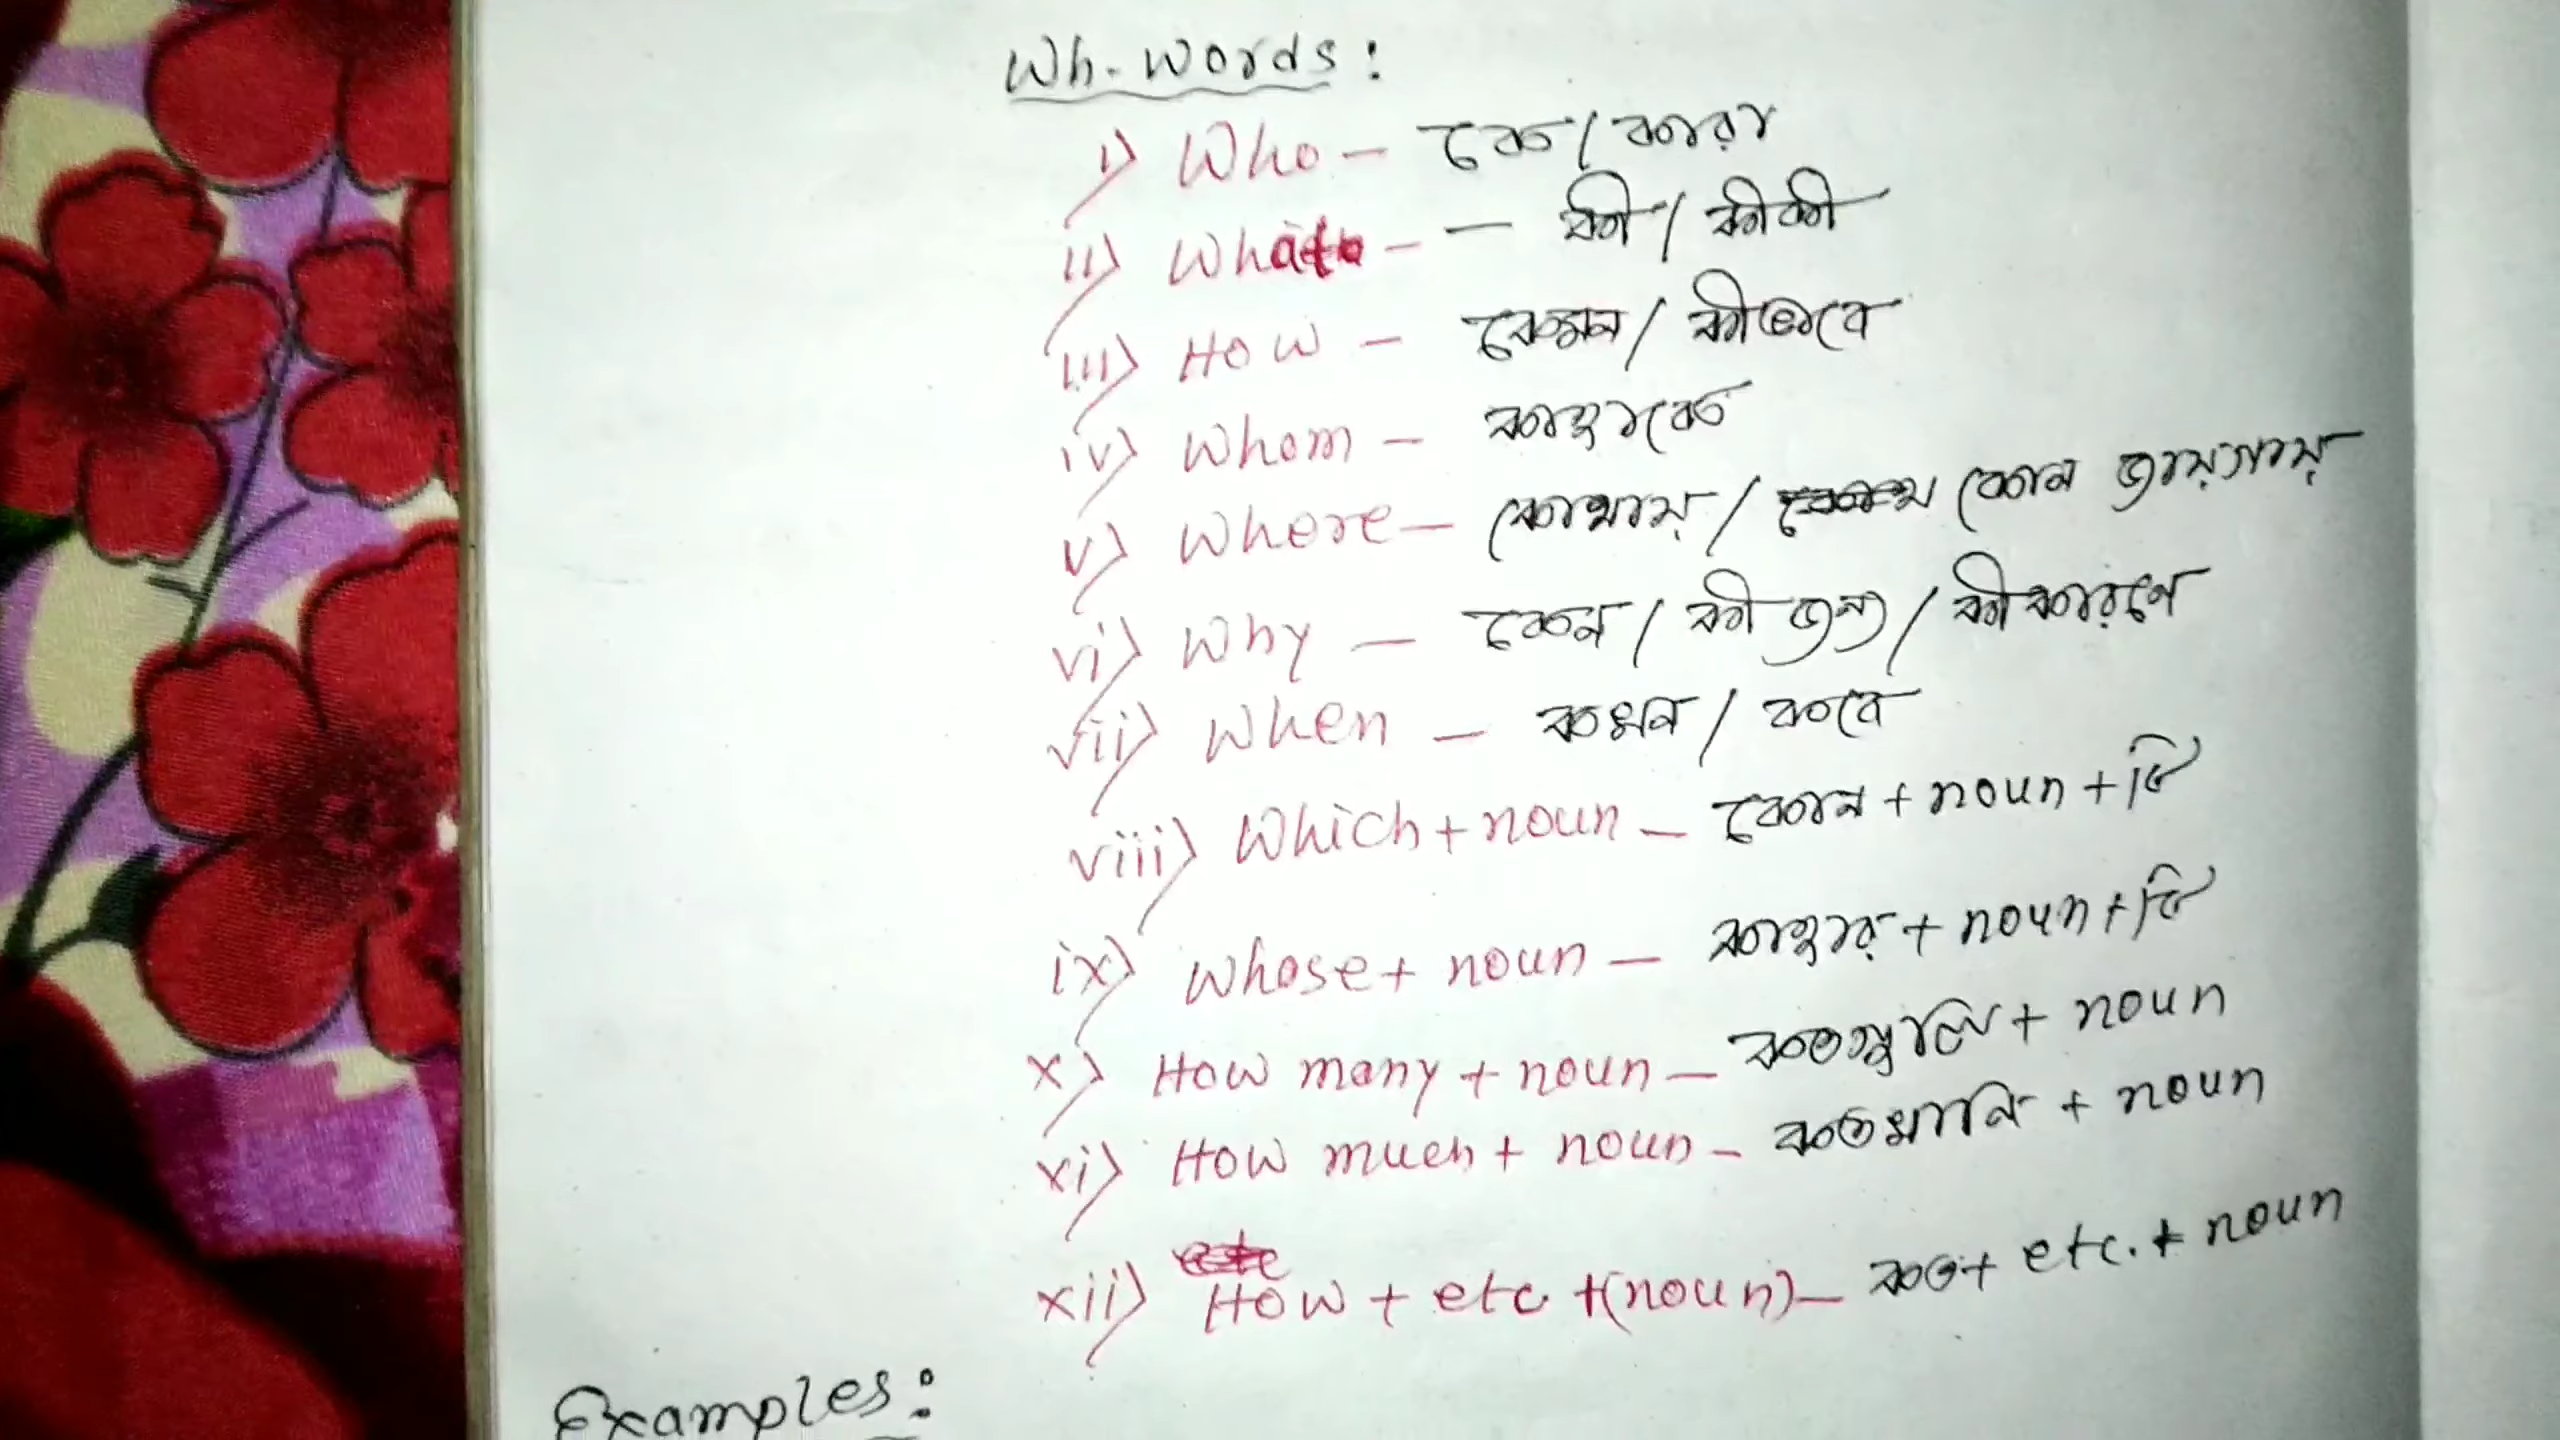 Wh-words:
i) Who – কে/কারা
ii) What – – কী/কীকী
iii) How – কেমন/কীভাবে
iv) Whom – কাহাকে
v) Where – কোথায়/ কোন জায়গায়
vi) Why – কেন/কী জন্য/কী কারণে
vii) When – কখন/কবে
viii) Which + noun – কোন + noun + টি
ix) Whose + noun – কাহার + noun + টি
x) How many + noun – কতগুলি + noun
xi) How much + noun – কতখানি + noun
xii) How + etc + (noun) – কত + etc. + noun
Examples: